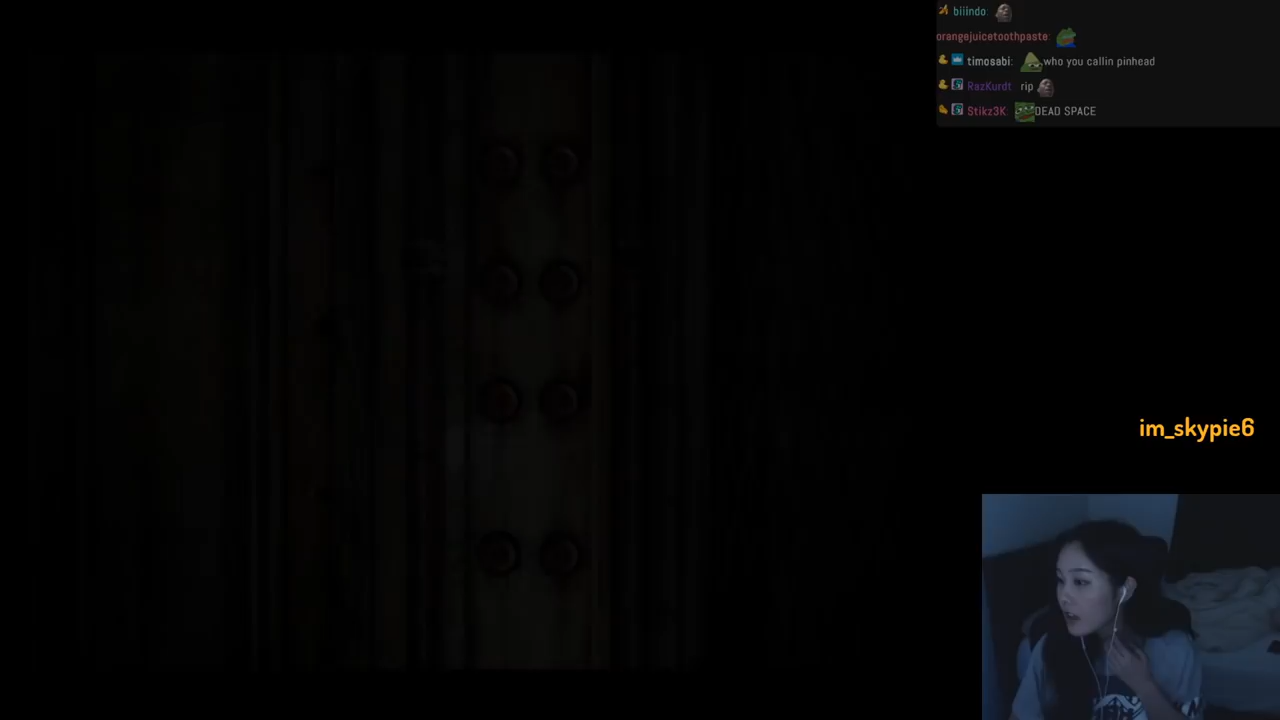 biiindo:
orangejuicetoothpaste:
timosabi: who you callin pinhead
RazKurdt rip
Stikz3K: DEAD SPACE
im_skypie6